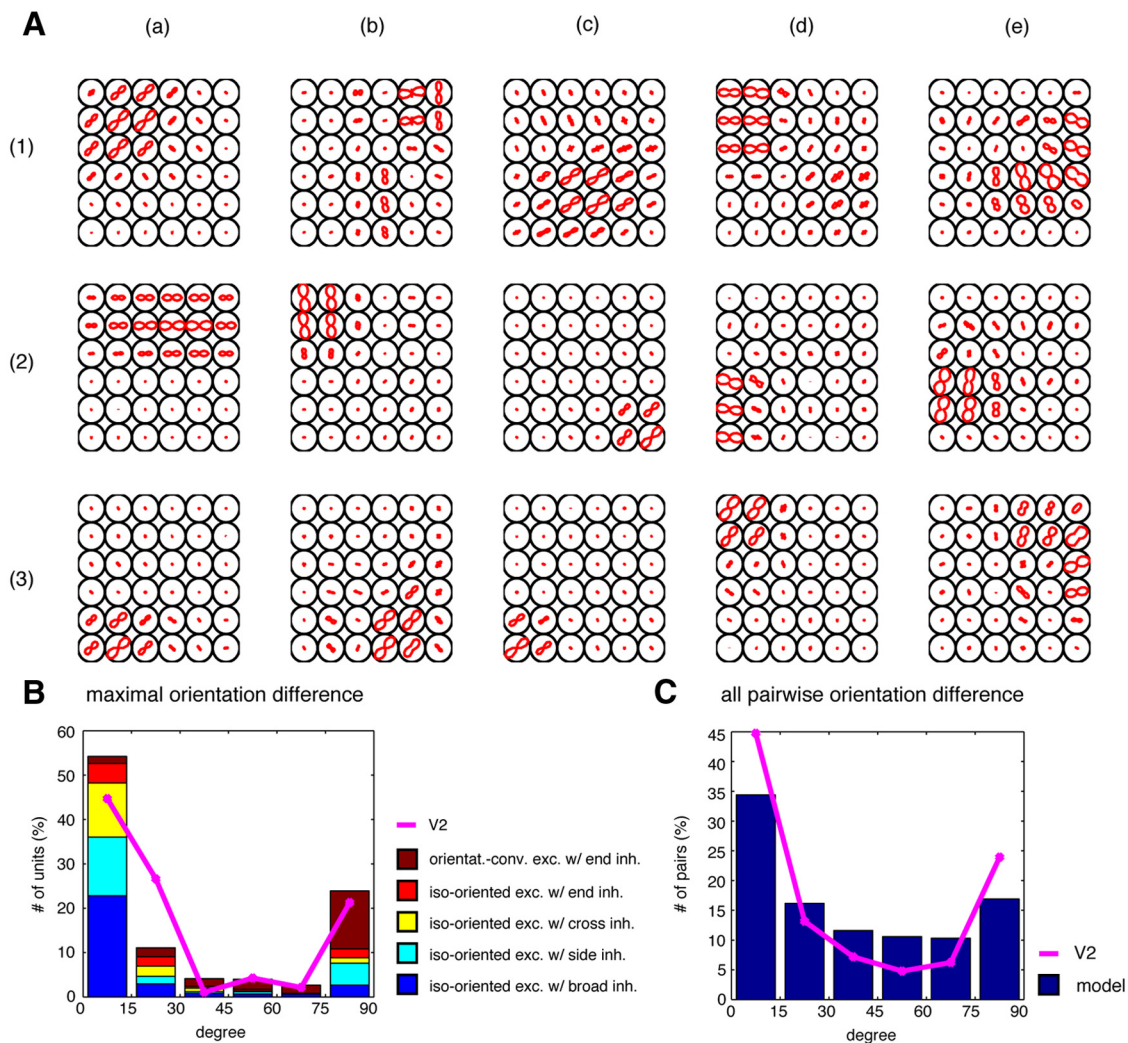 A
(a) (b) (c) (d) (e)
(1)
(2)
(3)
B maximal orientation difference
60
50
40
30
20
10
0
# of units (%)
0 15 30 45 60 75 90
degree
V2
orientat.-conv. exc. w/ end inh.
iso-oriented exc. w/ end inh.
iso-oriented exc. w/ cross inh.
iso-oriented exc. w/ side inh.
iso-oriented exc. w/ broad inh.
C all pairwise orientation difference
45
40
35
30
25
20
15
10
5
0
# of pairs (%)
0 15 30 45 60 75 90
degree
V2
model